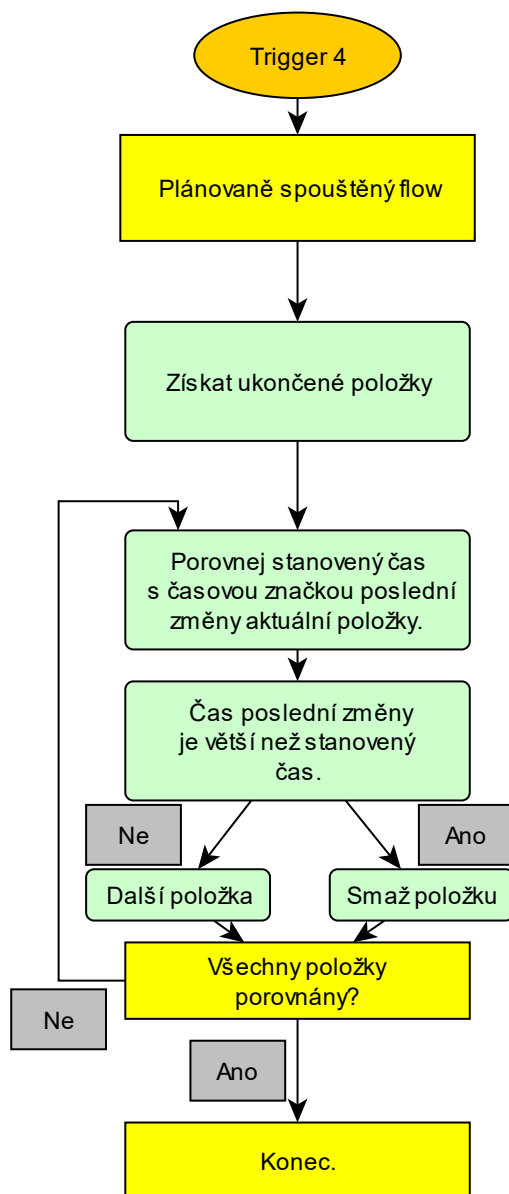 Trigger 4
Plánovaně spouštěný flow
Získat ukončené položky
Porovnej stanovený čas
s časovou značkou poslední
změny aktuální položky.
Čas poslední změny
je větší než stanovený
čas.
Ne
Ano
Další položka
Smaž položku
Všechny položky
porovnány?
Ne
Ano
Konec.